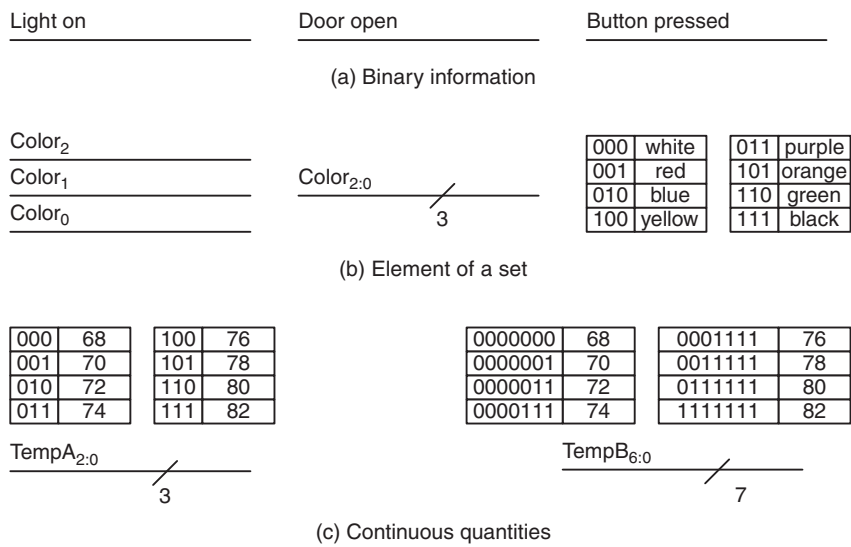 Light on Door open Button pressed
(a) Binary information
Color2
Color1
Color0
Color2:0
3
000 white 011 purple
001 red 101 orange
010 blue 110 green
100 yellow 111 black
(b) Element of a set
000 68 100 76 0000000 68 0001111 76
001 70 101 78 0000001 70 0011111 78
010 72 110 80 0000011 72 0111111 80
011 74 111 82 0000111 74 1111111 82
TempA2:0 TempB6:0
3 7
(c) Continuous quantities